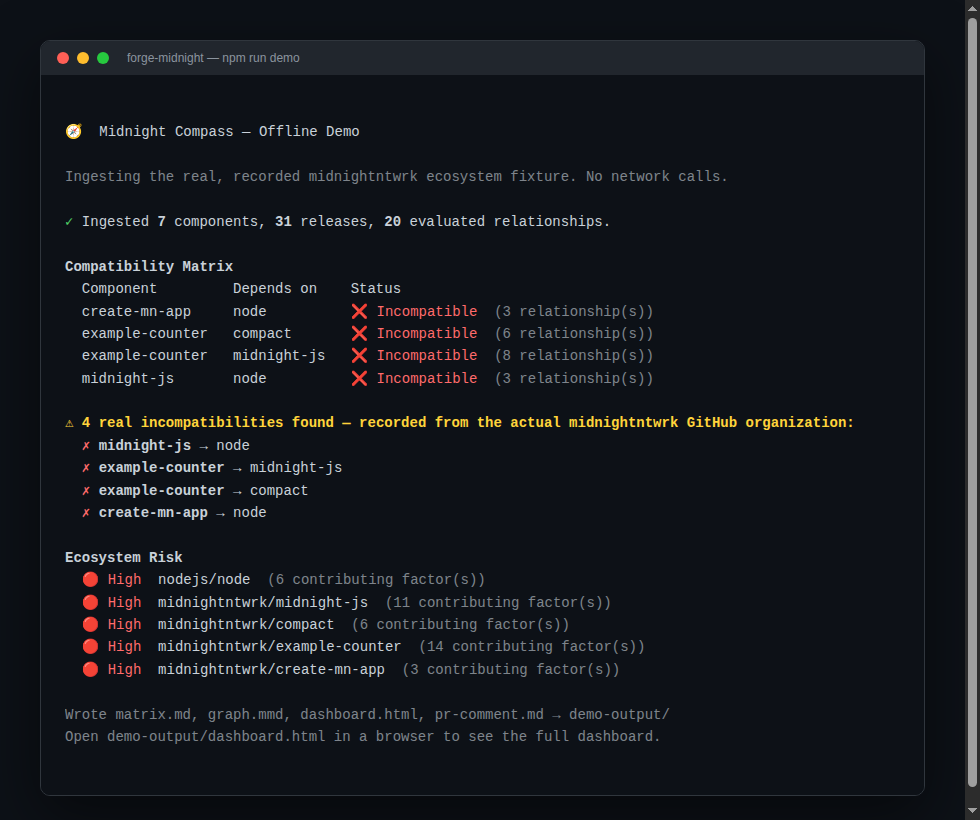 forge-midnight — npm run demo
🧭 Midnight Compass — Offline Demo
Ingesting the real, recorded midnightntwrk ecosystem fixture. No network calls.
✓ Ingested 7 components, 31 releases, 20 evaluated relationships.
Compatibility Matrix
Component Depends on Status
create-mn-app node ❌ Incompatible (3 relationship(s))
example-counter compact ❌ Incompatible (6 relationship(s))
example-counter midnight-js ❌ Incompatible (8 relationship(s))
midnight-js node ❌ Incompatible (3 relationship(s))
⚠ 4 real incompatibilities found — recorded from the actual midnightntwrk GitHub organization:
✗ midnight-js → node
✗ example-counter → midnight-js
✗ example-counter → compact
✗ create-mn-app → node
Ecosystem Risk
🔴 High nodejs/node (6 contributing factor(s))
🔴 High midnightntwrk/midnight-js (11 contributing factor(s))
🔴 High midnightntwrk/compact (6 contributing factor(s))
🔴 High midnightntwrk/example-counter (14 contributing factor(s))
🔴 High midnightntwrk/create-mn-app (3 contributing factor(s))
Wrote matrix.md, graph.mmd, dashboard.html, pr-comment.md → demo-output/
Open demo-output/dashboard.html in a browser to see the full dashboard.